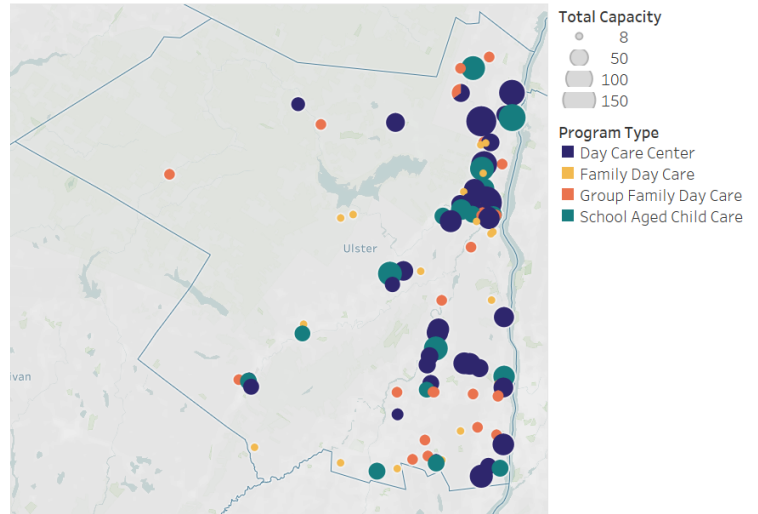 Total Capacity
8
50
100
150
Program Type
Day Care Center
Family Day Care
Group Family Day Care
School Aged Child Care
Ulster
ivan